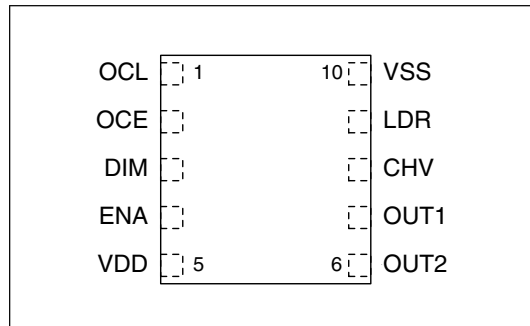 OCL 1 10 VSS
OCE LDR
DIM CHV
ENA OUT1
VDD 5 6 OUT2